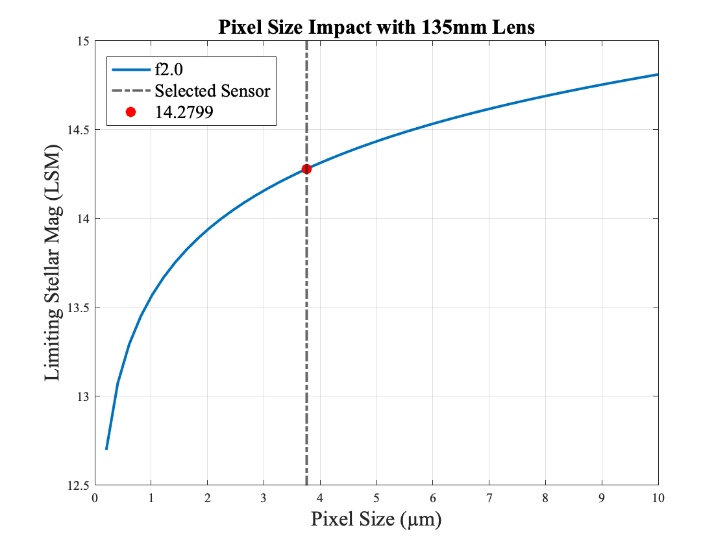 Pixel Size Impact with 135mm Lens
15
f2.0
Selected Sensor
14.2799
14.5
14
13.5
13
12.5
Limiting Stellar Mag (LSM)
0 1 2 3 4 5 6 7 8 9 10
Pixel Size (μm)